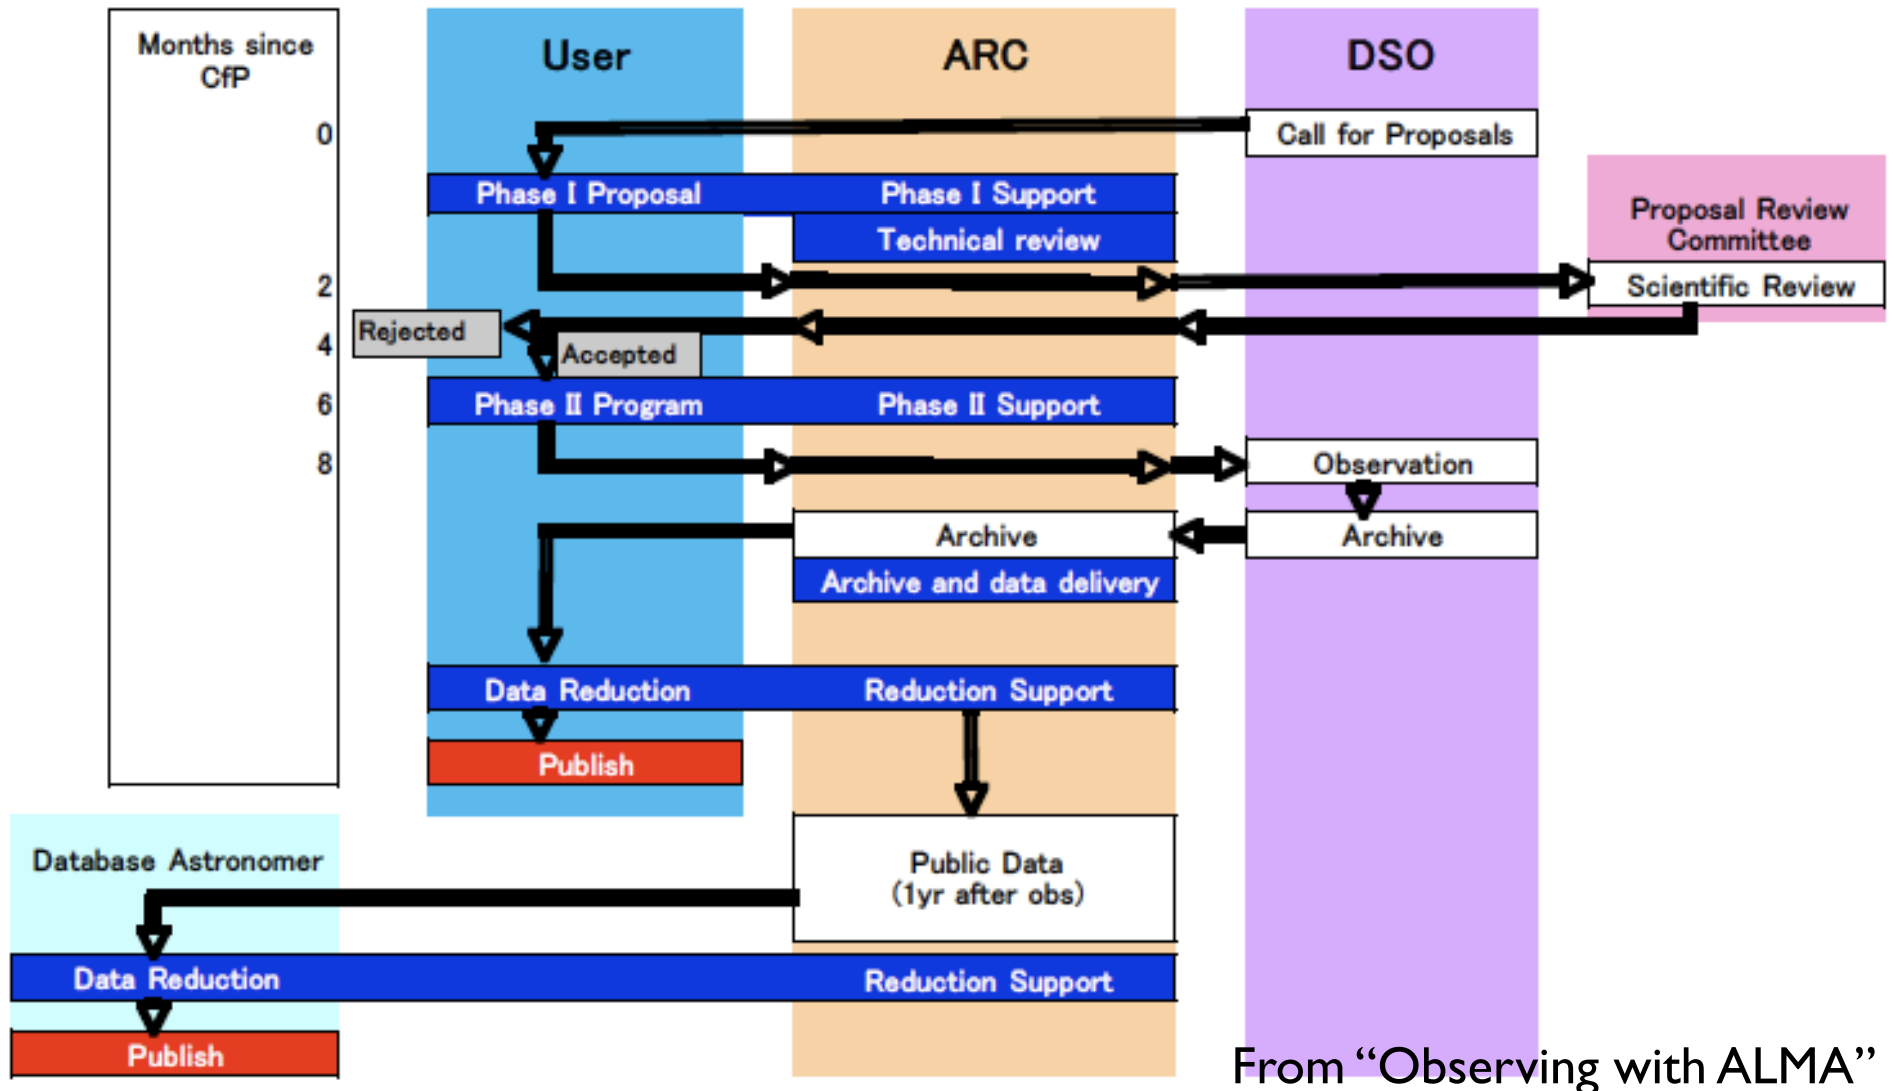 Months since
CfP
User
ARC
DSO
0
Call for Proposals
Phase I Proposal
Phase I Support
Proposal Review
Committee
Technical review
2
Scientific Review
Rejected
4
Accepted
6
Phase II Program
Phase II Support
8
Observation
Archive
Archive
Archive and data delivery
Data Reduction
Reduction Support
Publish
Database Astronomer
Public Data
(1yr after obs)
Data Reduction
Reduction Support
Publish
From “Observing with ALMA”